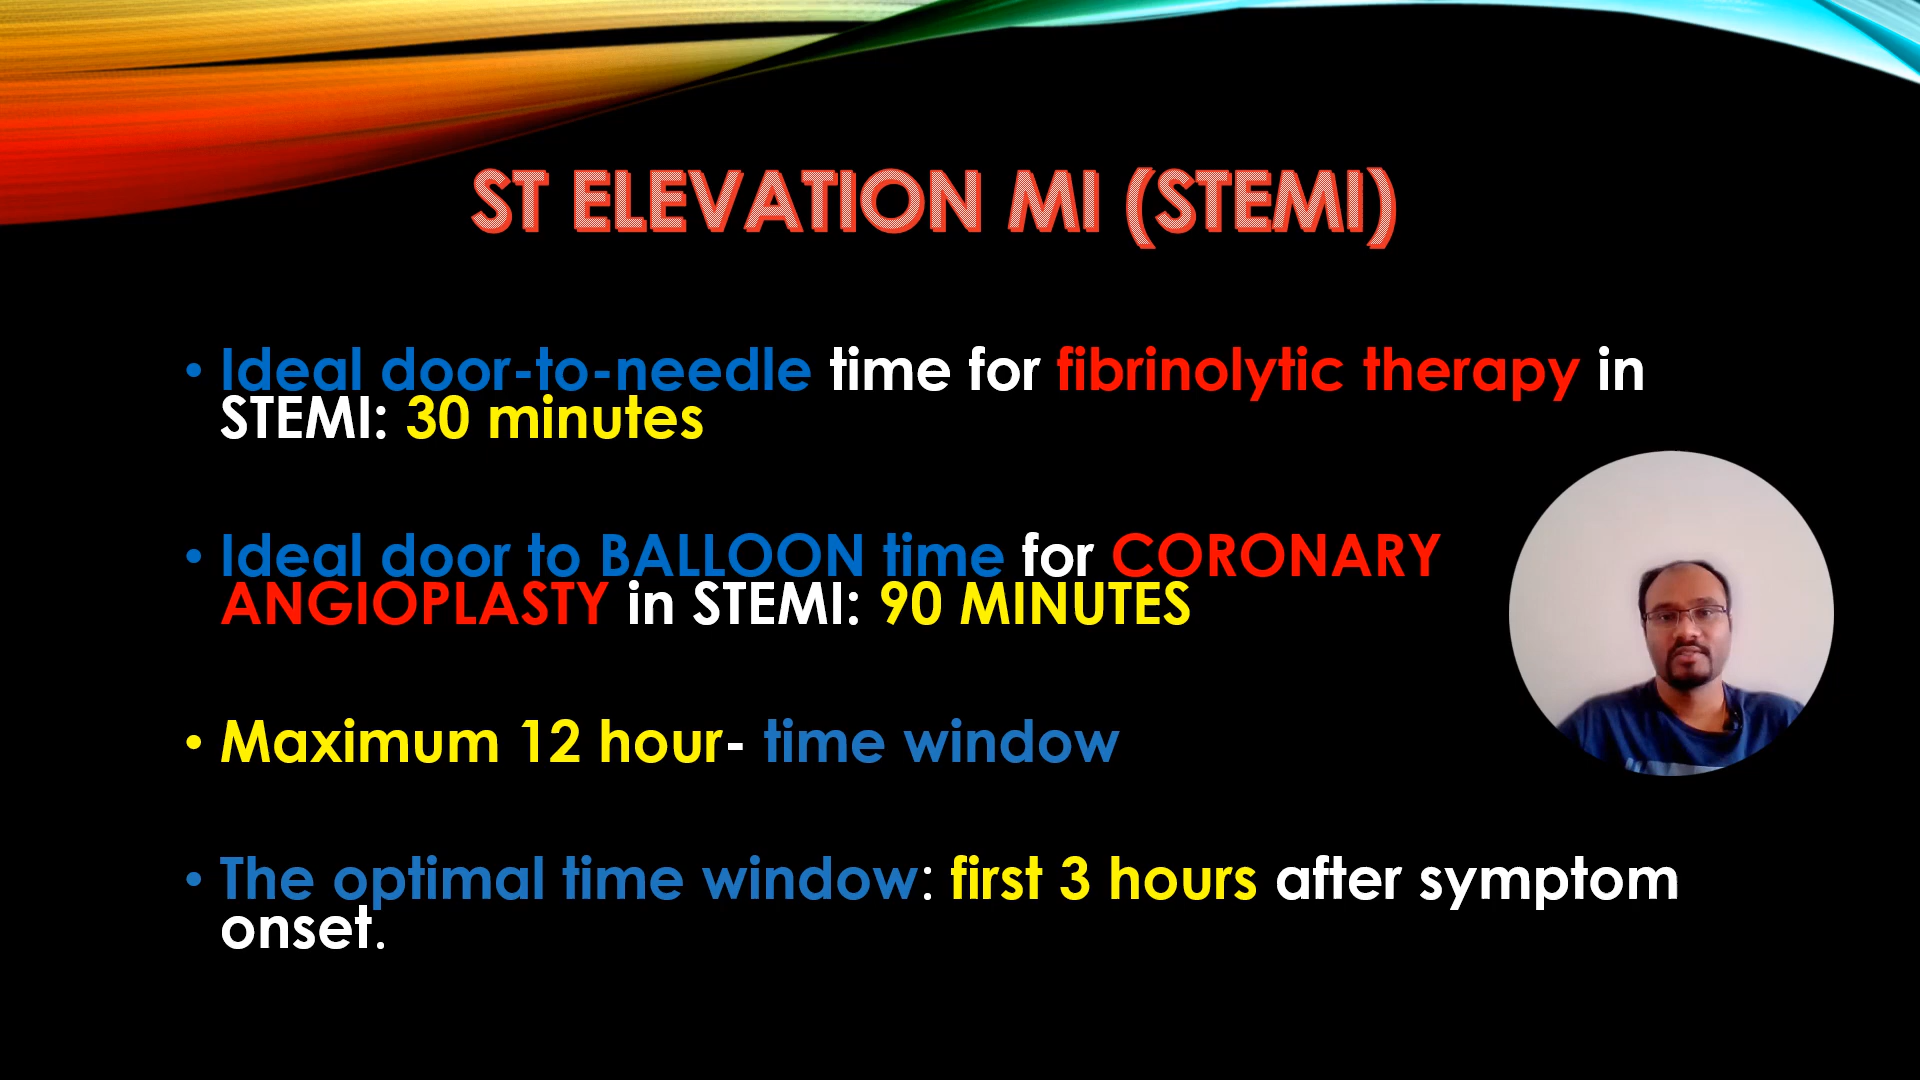 ST ELEVATION MI (STEMI)
• Ideal door-to-needle time for fibrinolytic therapy in
STEMI: 30 minutes
• Ideal door to BALLOON time for CORONARY
ANGIOPLASTY in STEMI: 90 MINUTES
• Maximum 12 hour- time window
• The optimal time window: first 3 hours after symptom
onset.